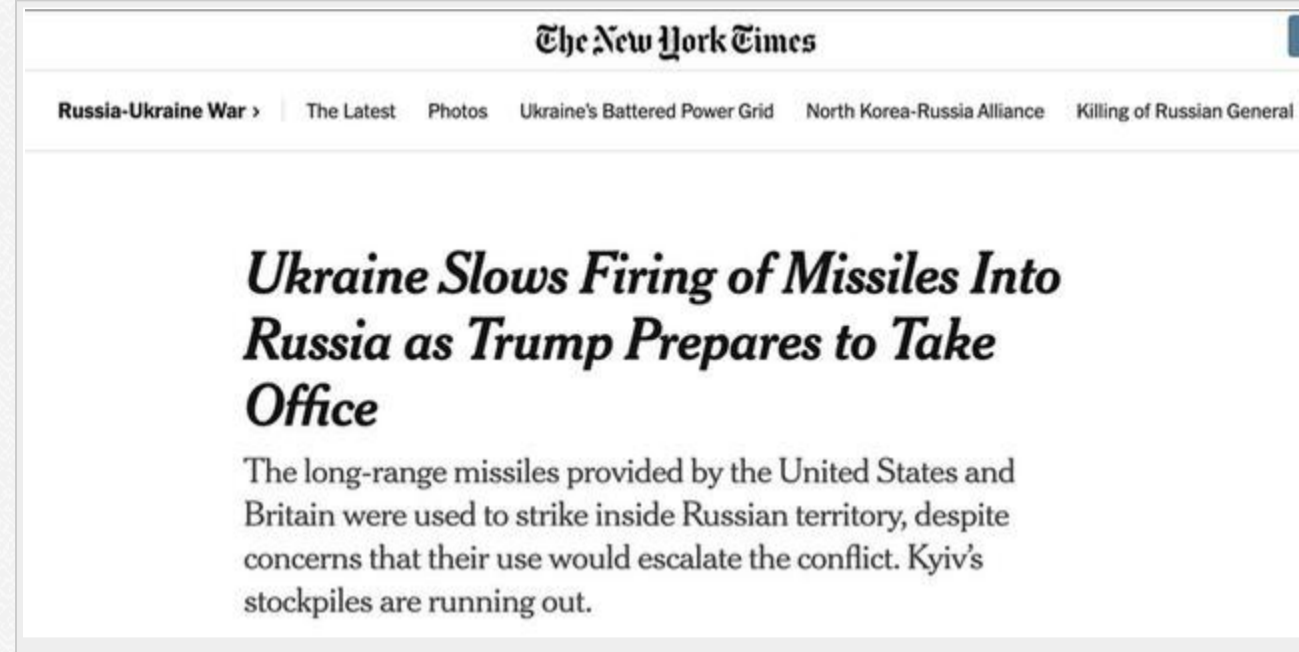 The New York Times
Russia-Ukraine War › The Latest Photos Ukraine’s Battered Power Grid North Korea-Russia Alliance Killing of Russian General
Ukraine Slows Firing of Missiles Into
Russia as Trump Prepares to Take
Office
The long-range missiles provided by the United States and
Britain were used to strike inside Russian territory, despite
concerns that their use would escalate the conflict. Kyiv’s
stockpiles are running out.